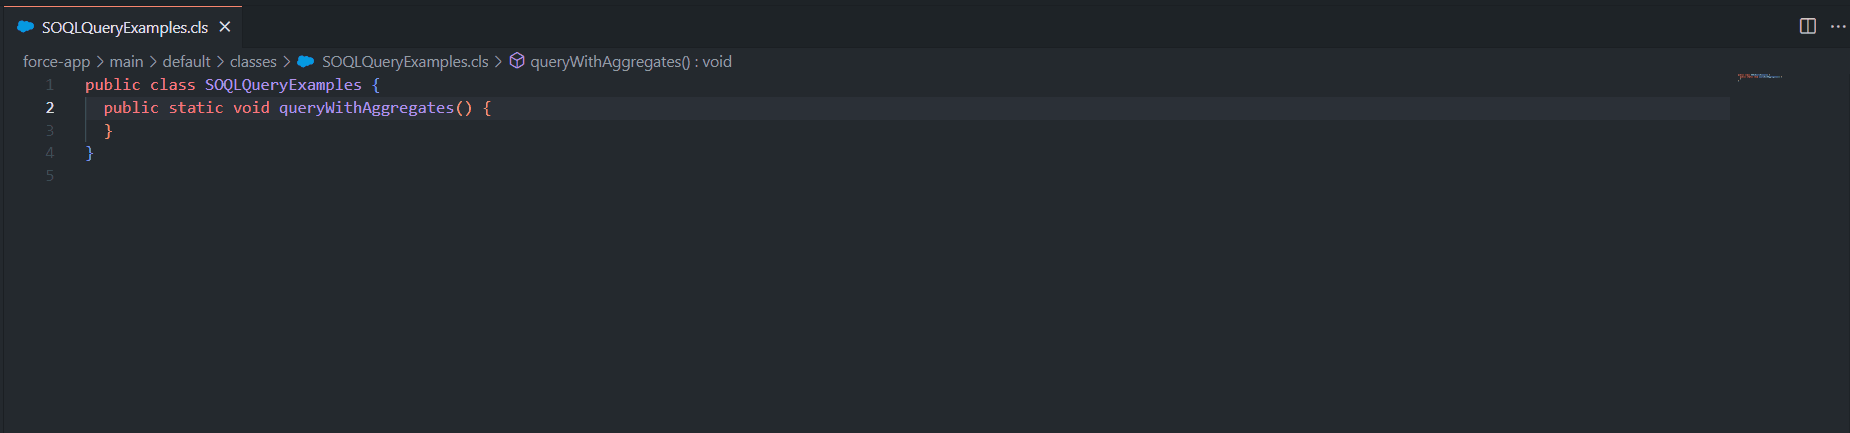 SOQLQueryExamples.cls
force-app > main > default > classes > SOQLQueryExamples.cls > queryWithAggregates() : void
1 public class SOQLQueryExamples {
2 public static void queryWithAggregates() {
3 }
4 }
5